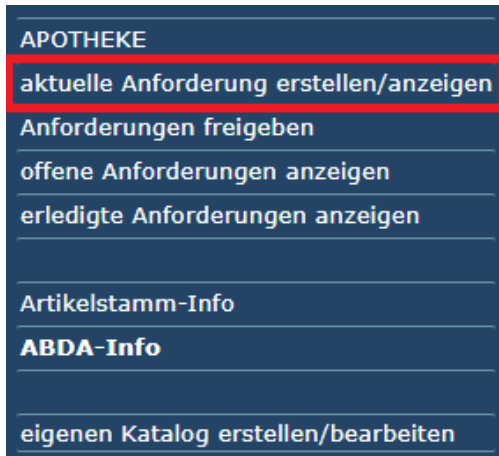 APOTHEKE
aktuelle Anforderung erstellen/anzeigen
Anforderungen freigeben
offene Anforderungen anzeigen
erledigte Anforderungen anzeigen
Artikelstamm-Info
ABDA-Info
eigenen Katalog erstellen/bearbeiten